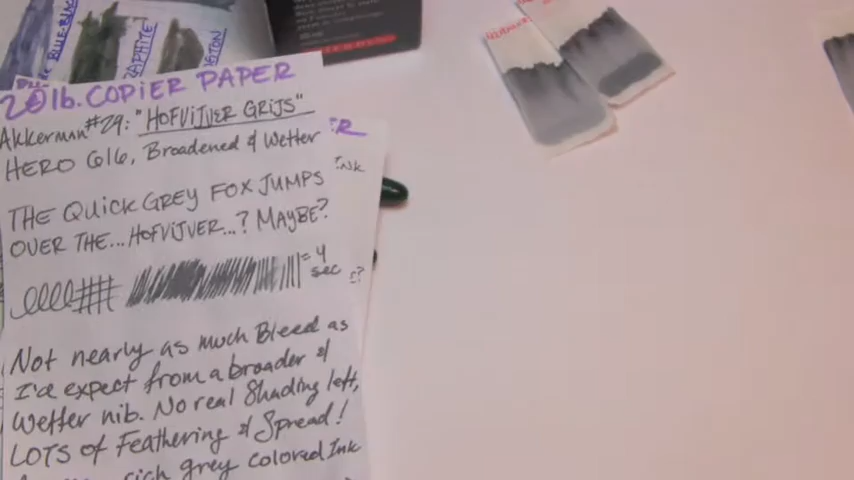 BLUE-BLACK
2016. COPIER PAPER
Akkerman #29: "HOFVIJVER GRIJS"
HERO 616, Broadened & Wetter
THE QUICK GREY FOX JUMPS
OVER THE... HOFVIJVER...? MAYBE?
= 4
sec
Not nearly as much Bleed as
I'd expect from a broader &
Wetter nib. No real Shading left,
LOTS of Feathering & Spread!
rich grey colored Ink
Ink